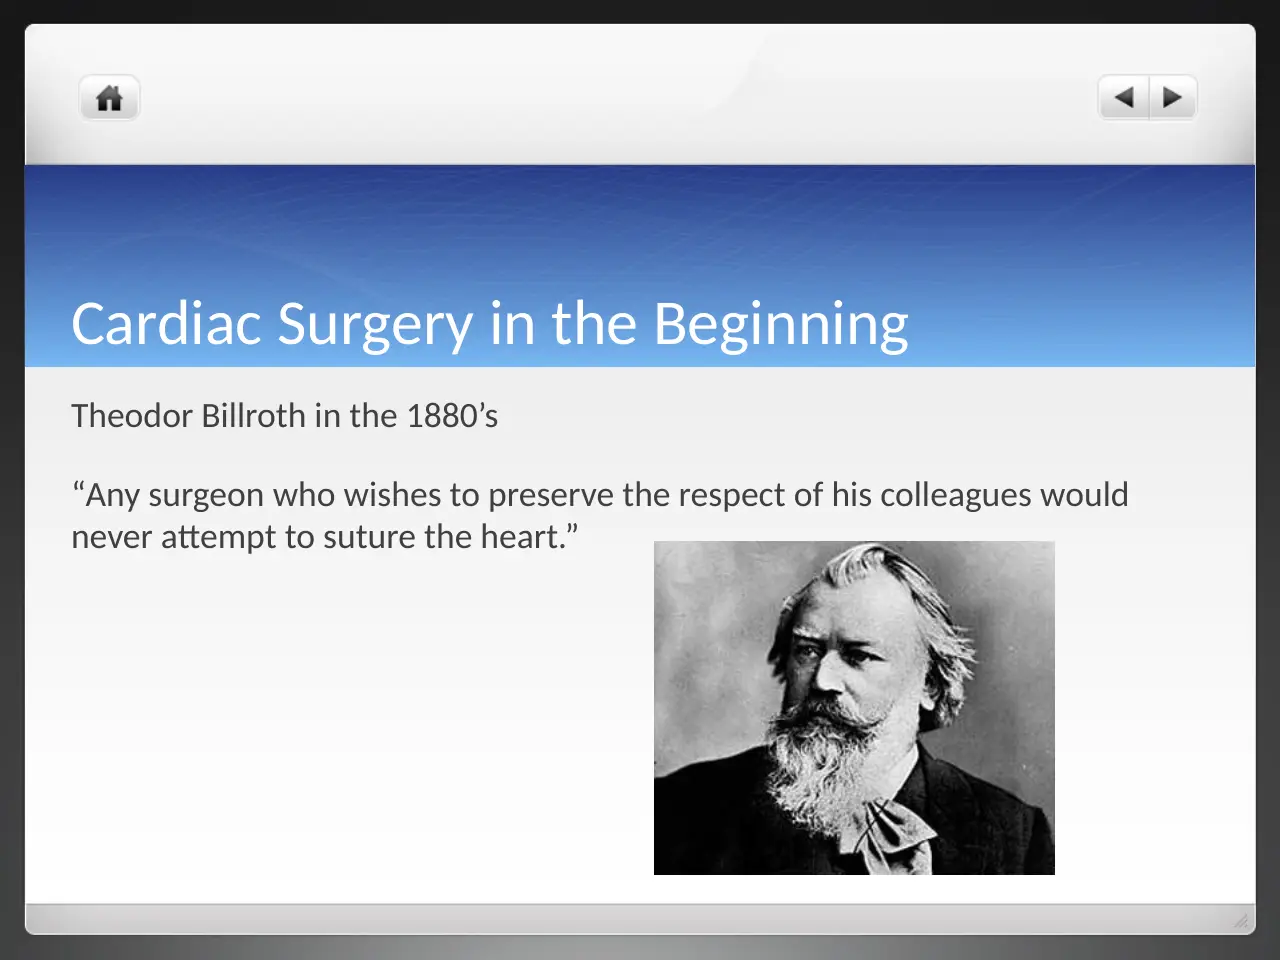 Cardiac Surgery in the Beginning
Theodor Billroth in the 1880’s
“Any surgeon who wishes to preserve the respect of his colleagues would
never attempt to suture the heart.”